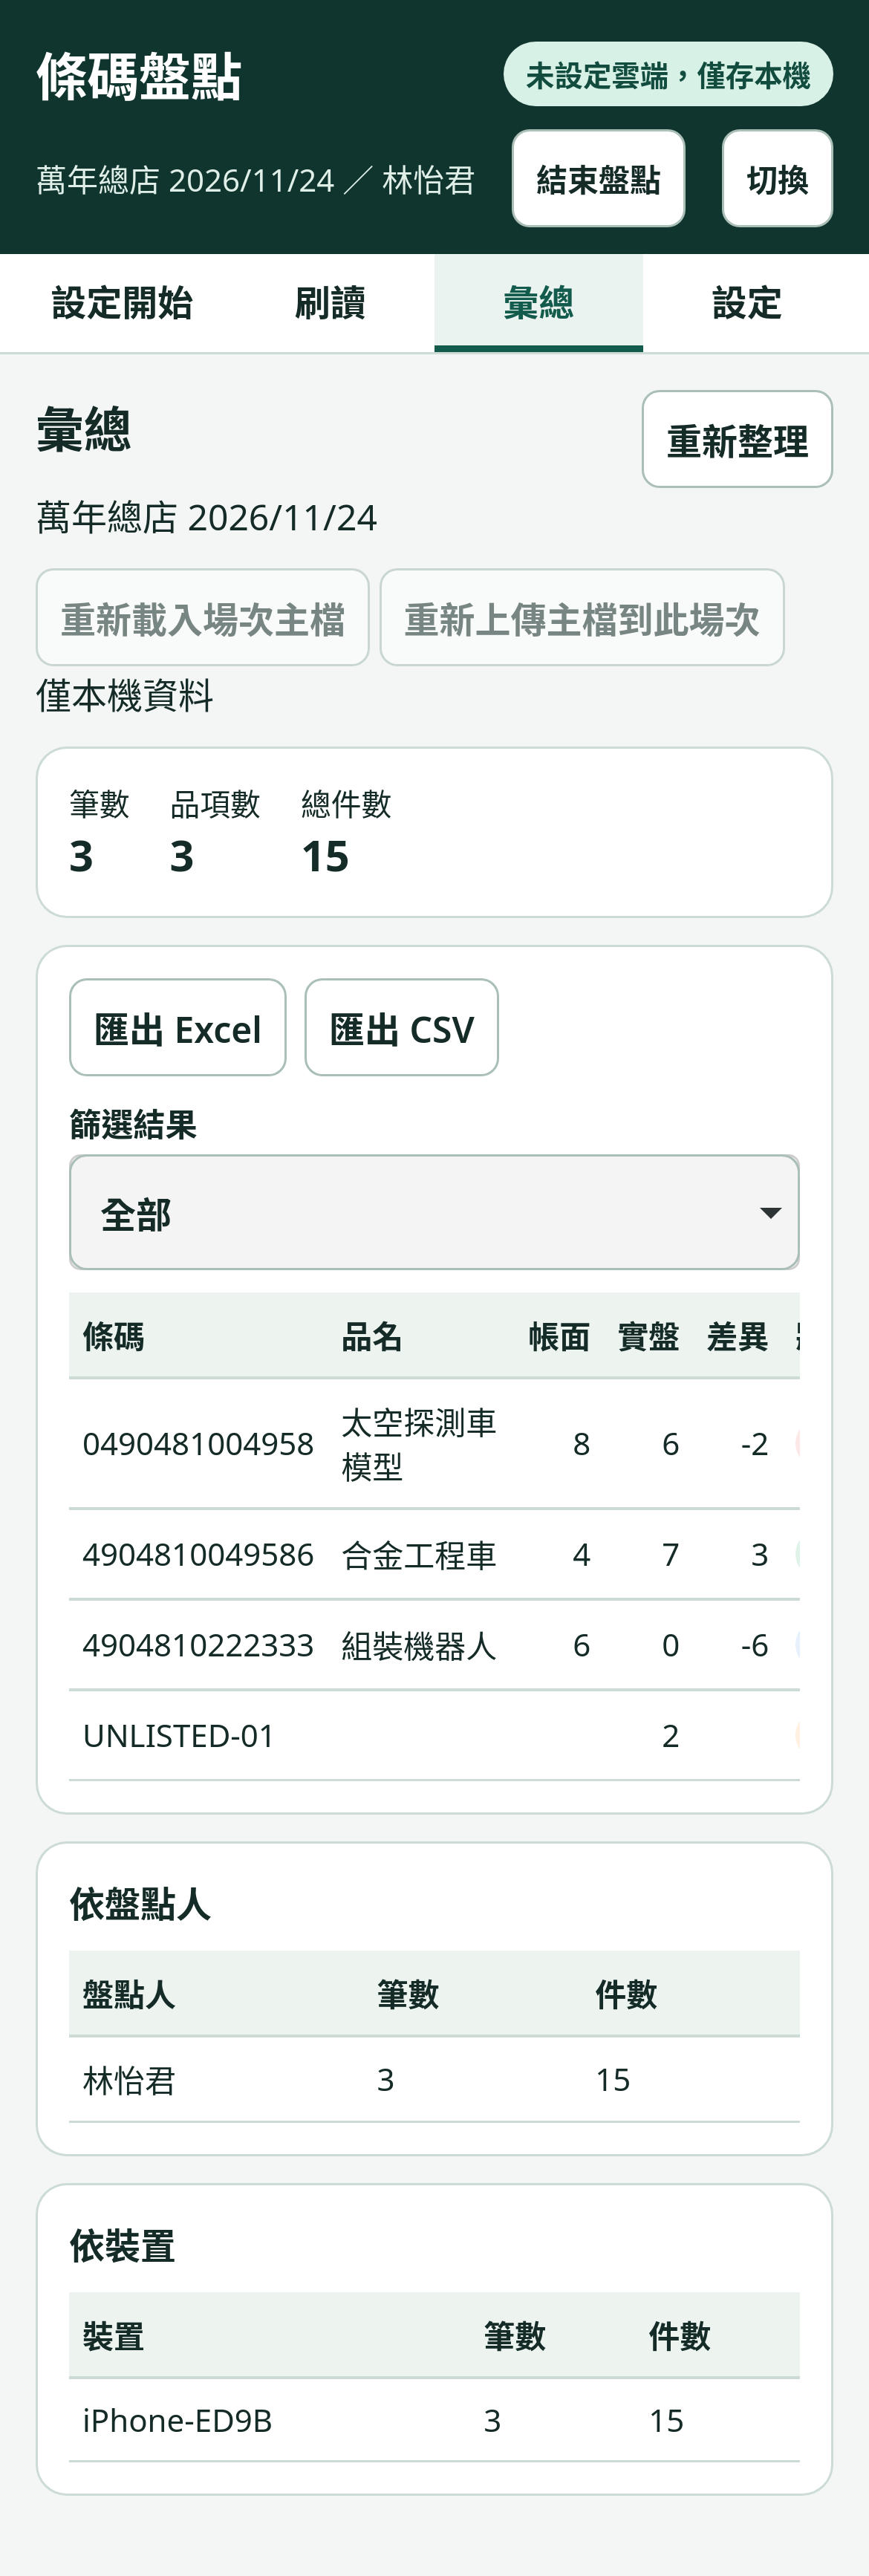 條碼盤點
未設定雲端，僅存本機
萬年總店 2026/11/24 ／ 林怡君
結束盤點
切換
設定開始
刷讀
彙總
設定
彙總
重新整理
萬年總店 2026/11/24
重新載入場次主檔
重新上傳主檔到此場次
僅本機資料
筆數 品項數 總件數
3 3 15
匯出 Excel
匯出 CSV
篩選結果
全部
條碼 品名 帳面 實盤 差異
0490481004958 太空探測車模型 8 6 -2
4904810049586 合金工程車 4 7 3
4904810222333 組裝機器人 6 0 -6
UNLISTED-01 2
依盤點人
盤點人 筆數 件數
林怡君 3 15
依裝置
裝置 筆數 件數
iPhone-ED9B 3 15